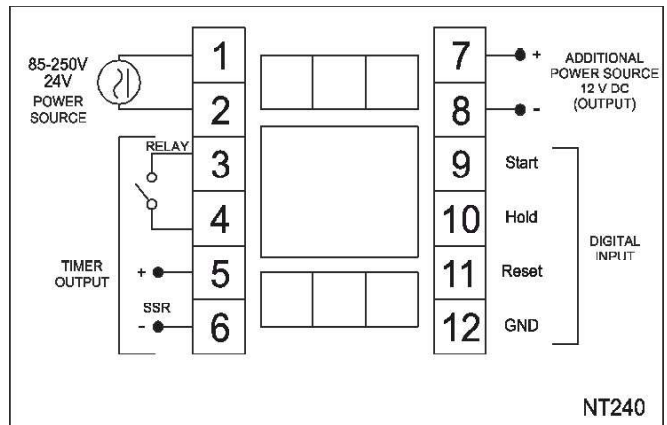 85-250V
24V
POWER
SOURCE
1
2
RELAY
3
4
TIMER
OUTPUT
+
5
SSR
-
6
7
+
8
-
ADDITIONAL
POWER SOURCE
12 V DC
(OUTPUT)
9 Start
10 Hold
11 Reset
12 GND
DIGITAL
INPUT
NT240